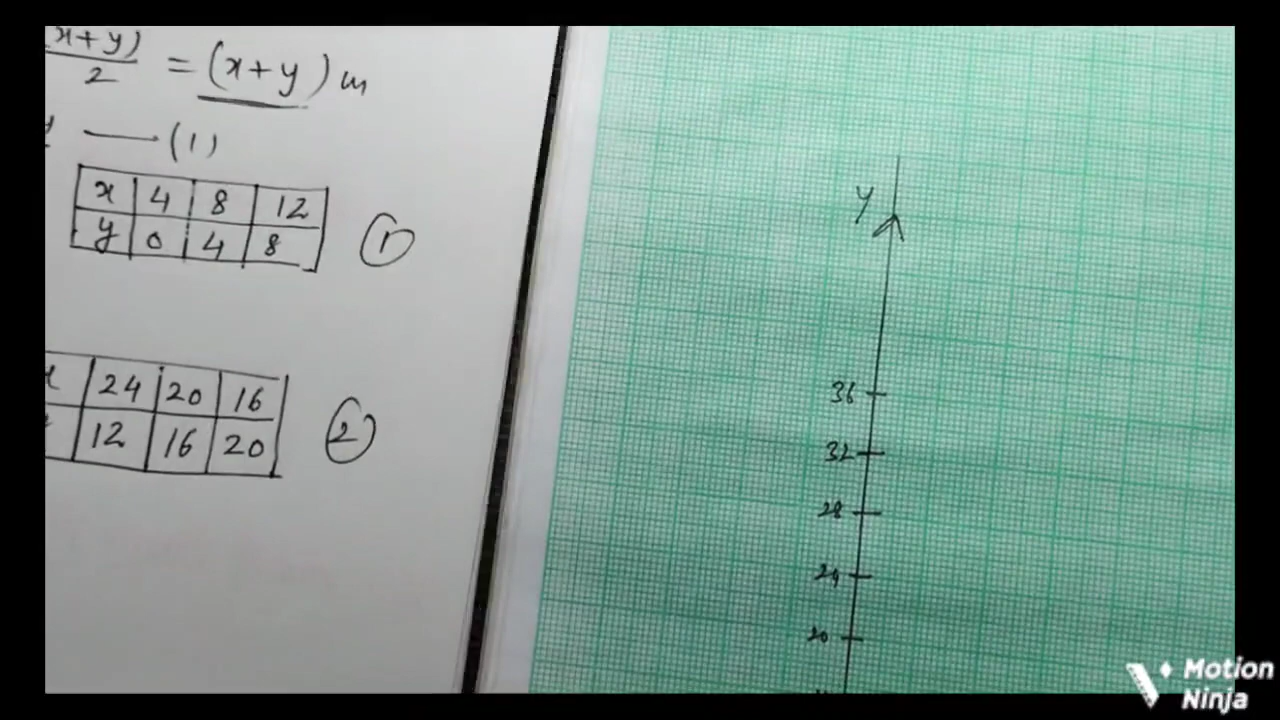 (x+y)
2
= (x+y) m
(1)
x 4 8 12
y 0 4 8
1
24 20 16
12 16 20
2
y
36
32
28
24
20
Motion
Ninja